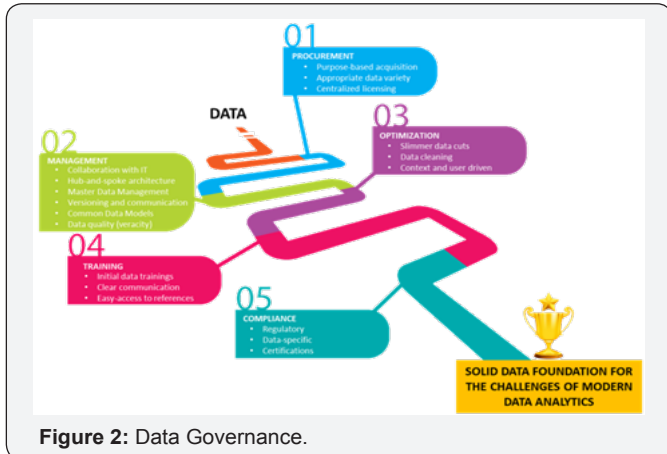 01
PROCUREMENT
• Purpose-based acquisition
• Appropriate data variety
• Centralized licensing
DATA
02
MANAGEMENT
• Collaboration with IT
• Hub-and-spoke architecture
• Master Data Management
• Versioning and communication
• Common Data Models
• Data quality (veracity)
03
OPTIMIZATION
• Slimmer data cuts
• Data cleaning
• Context and user driven
04
TRAINING
• Initial data trainings
• Clear communication
• Easy-access to references
05
COMPLIANCE
• Regulatory
• Data-specific
• Certifications
SOLID DATA FOUNDATION FOR
THE CHALLENGES OF MODERN
DATA ANALYTICS
Figure 2: Data Governance.